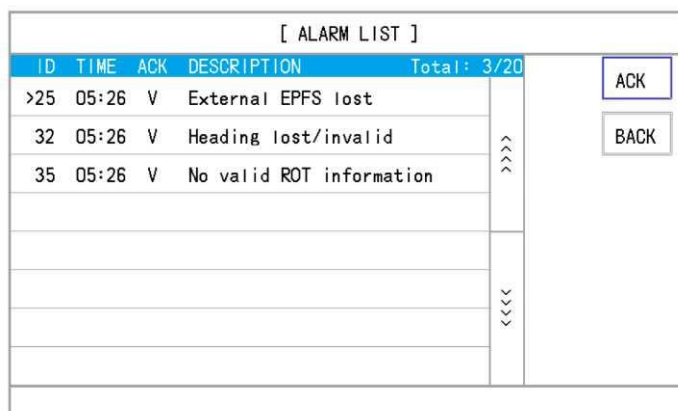 [ ALARM LIST ]
ID TIME ACK DESCRIPTION Total: 3/20
>25 05:26 V External EPFS lost
32 05:26 V Heading lost/invalid
35 05:26 V No valid ROT information
ACK
BACK